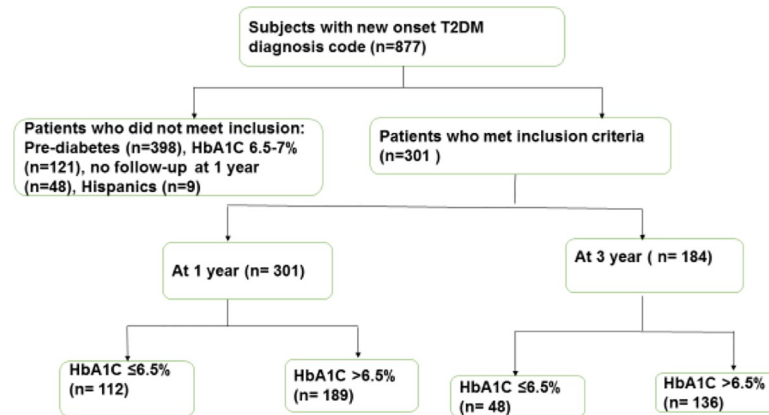 Subjects with new onset T2DM
diagnosis code (n=877)
Patients who did not meet inclusion:
Pre-diabetes (n=398), HbA1C 6.5-7%
(n=121), no follow-up at 1 year
(n=48), Hispanics (n=9)
Patients who met inclusion criteria
(n=301 )
At 1 year (n= 301)
At 3 year ( n= 184)
HbA1C ≤6.5%
(n= 112)
HbA1C >6.5%
(n= 189)
HbA1C ≤6.5%
(n= 48)
HbA1C >6.5%
(n= 136)